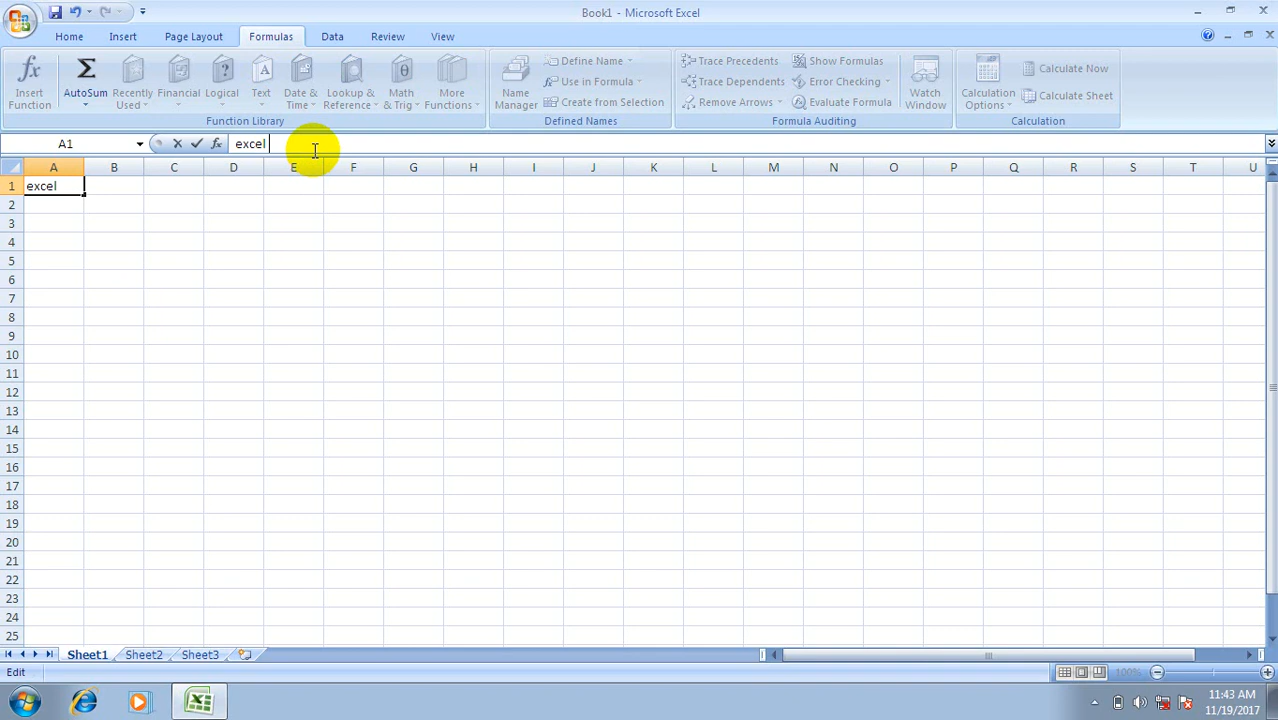 Book1 - Microsoft Excel
Home Insert Page Layout Formulas Data Review View
Insert Function
AutoSum
Recently Used
Financial
Logical
Text
Date & Time
Lookup & Reference
Math & Trig
More Functions
Function Library
Name Manager
Define Name
Use in Formula
Create from Selection
Defined Names
Trace Precedents
Trace Dependents
Remove Arrows
Show Formulas
Error Checking
Evaluate Formula
Formula Auditing
Watch Window
Calculation Options
Calculate Now
Calculate Sheet
Calculation
A1 fx excel
A B C D E F G H I J K L M N O P Q R S T U
1 excel
2
3
4
5
6
7
8
9
10
11
12
13
14
15
16
17
18
19
20
21
22
23
24
25
Sheet1 Sheet2 Sheet3
Edit 100%
11:43 AM
11/19/2017